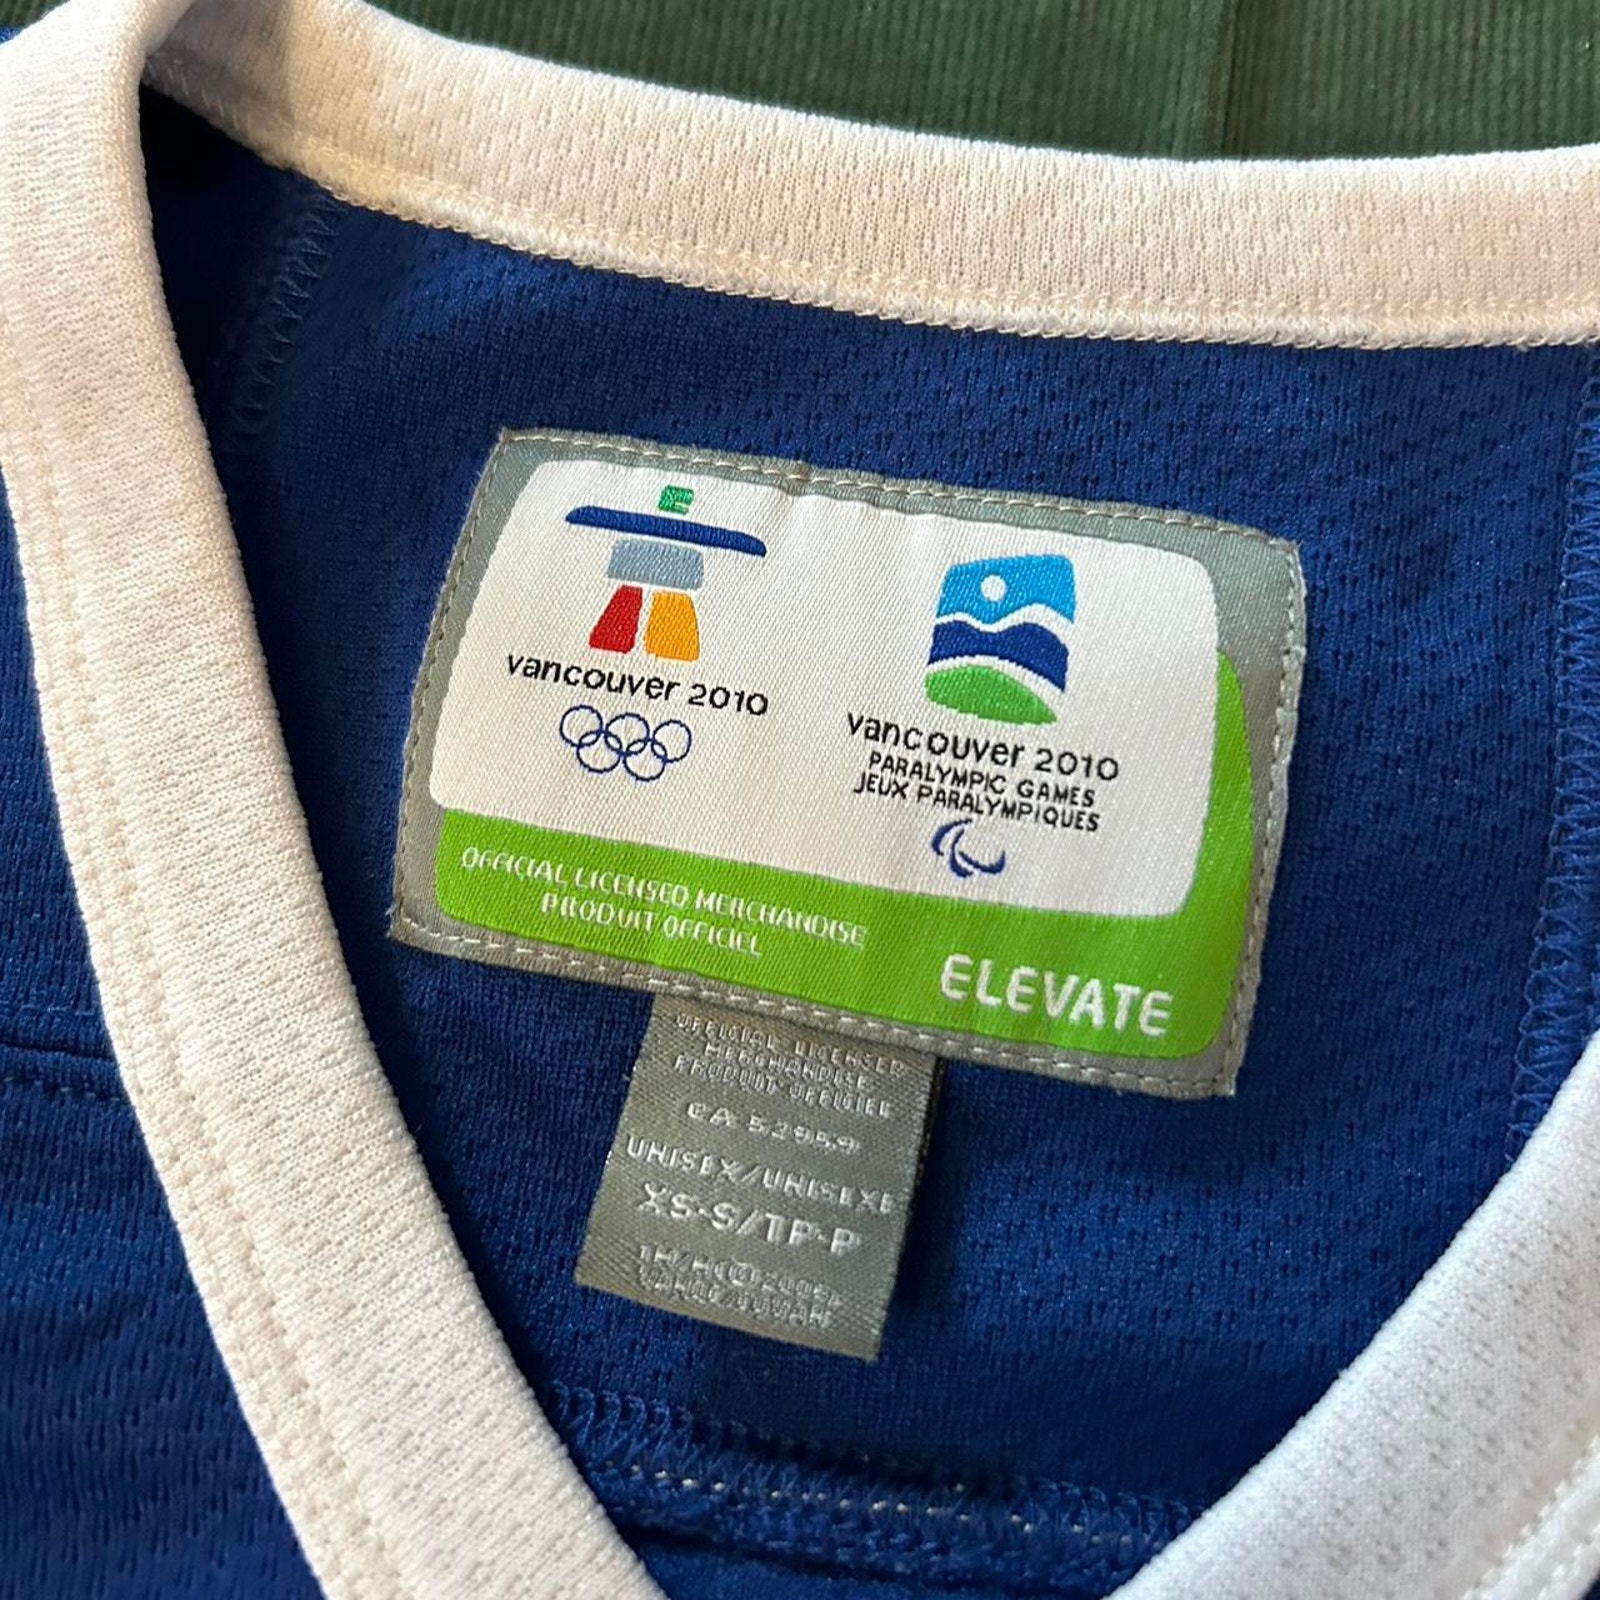 vancouver 2010
vancouver 2010
PARALYMPIC GAMES
JEUX PARALYMPIQUES
OFFICIAL LICENSED MERCHANDISE
PRODUIT OFFICIEL
ELEVATE
OFFICIAL LICENSED
MERCHANDISE
PRODUIT OFFICIEL
CA 52959
UNISEX/UNISEXE
XS-S/TP-P